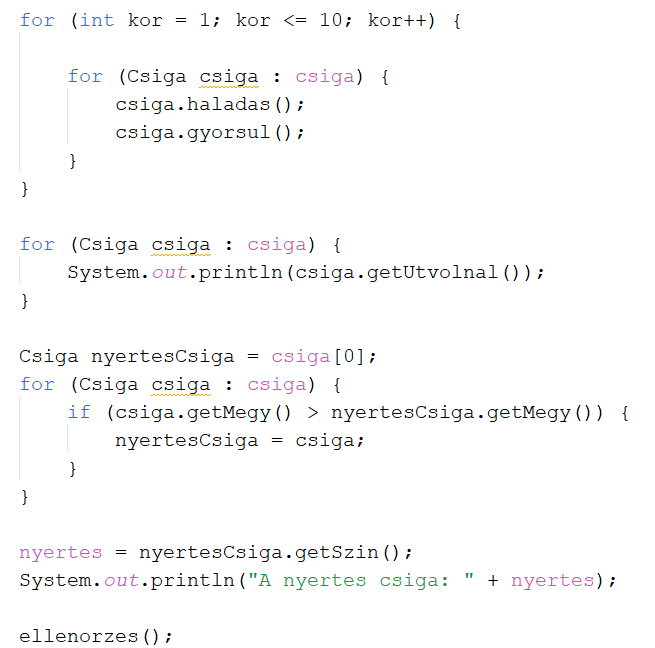 for (int kor = 1; kor <= 10; kor++) {

    for (Csiga csiga : csiga) {
        csiga.haladas();
        csiga.gyorsul();
    }
}

for (Csiga csiga : csiga) {
    System.out.println(csiga.getUtvolnal());
}

Csiga nyertesCsiga = csiga[0];
for (Csiga csiga : csiga) {
    if (csiga.getMegy() > nyertesCsiga.getMegy()) {
        nyertesCsiga = csiga;
    }
}

nyertes = nyertesCsiga.getSzin();
System.out.println("A nyertes csiga: " + nyertes);

ellenorzes();